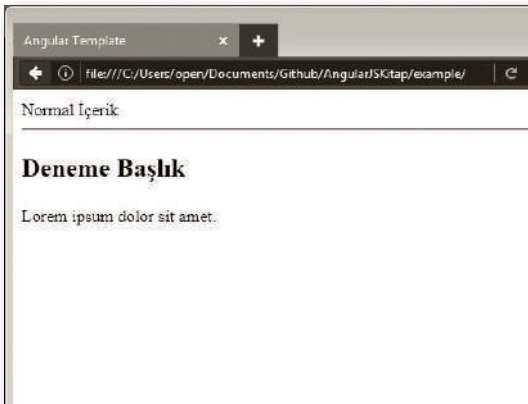 Angular Template
file:///C:/Users/open/Documents/Github/AngularJSKitap/example/
Normal İçerik
Deneme Başlık
Lorem ipsum dolor sit amet.